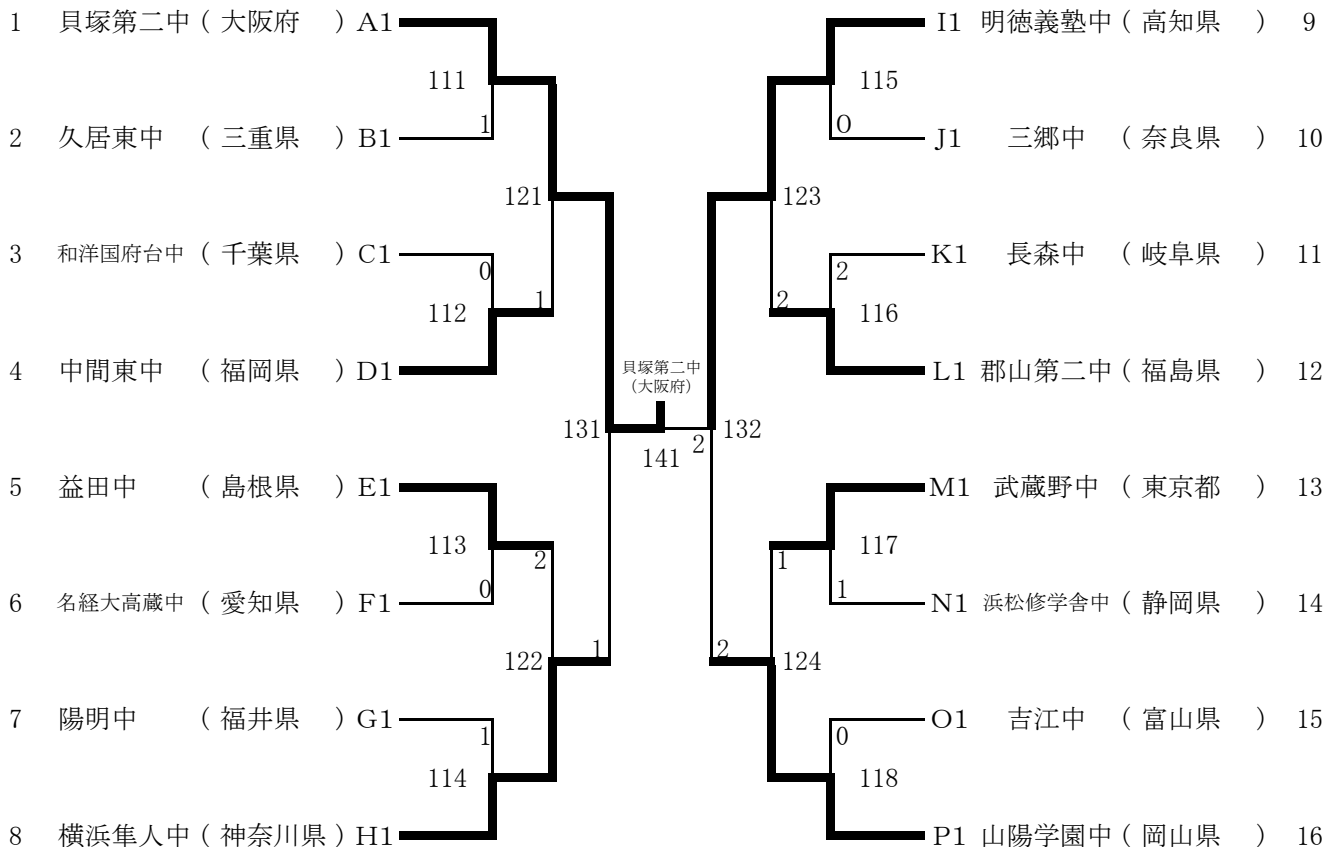 1 貝塚第二中 ( 大阪府 ) A1 I1 明徳義塾中 ( 高知県 ) 9
111 115
1 0
2 久居東中 ( 三重県 ) B1 J1 三郷中 ( 奈良県 ) 10
121 123
3 和洋国府台中 ( 千葉県 ) C1 K1 長森中 ( 岐阜県 ) 11
0 2
1 2
112 116
4 中間東中 ( 福岡県 ) D1 貝塚第二中 L1 郡山第二中 ( 福島県 ) 12
(大阪府)
131 132
141 2
5 益田中 ( 島根県 ) E1 M1 武蔵野中 ( 東京都 ) 13
113 117
2 1
0 1
6 名経大高蔵中 ( 愛知県 ) F1 N1 浜松修学舎中 ( 静岡県 ) 14
1 2
122 124
7 陽明中 ( 福井県 ) G1 O1 吉江中 ( 富山県 ) 15
1 0
114 118
8 横浜隼人中 ( 神奈川県 ) H1 P1 山陽学園中 ( 岡山県 ) 16